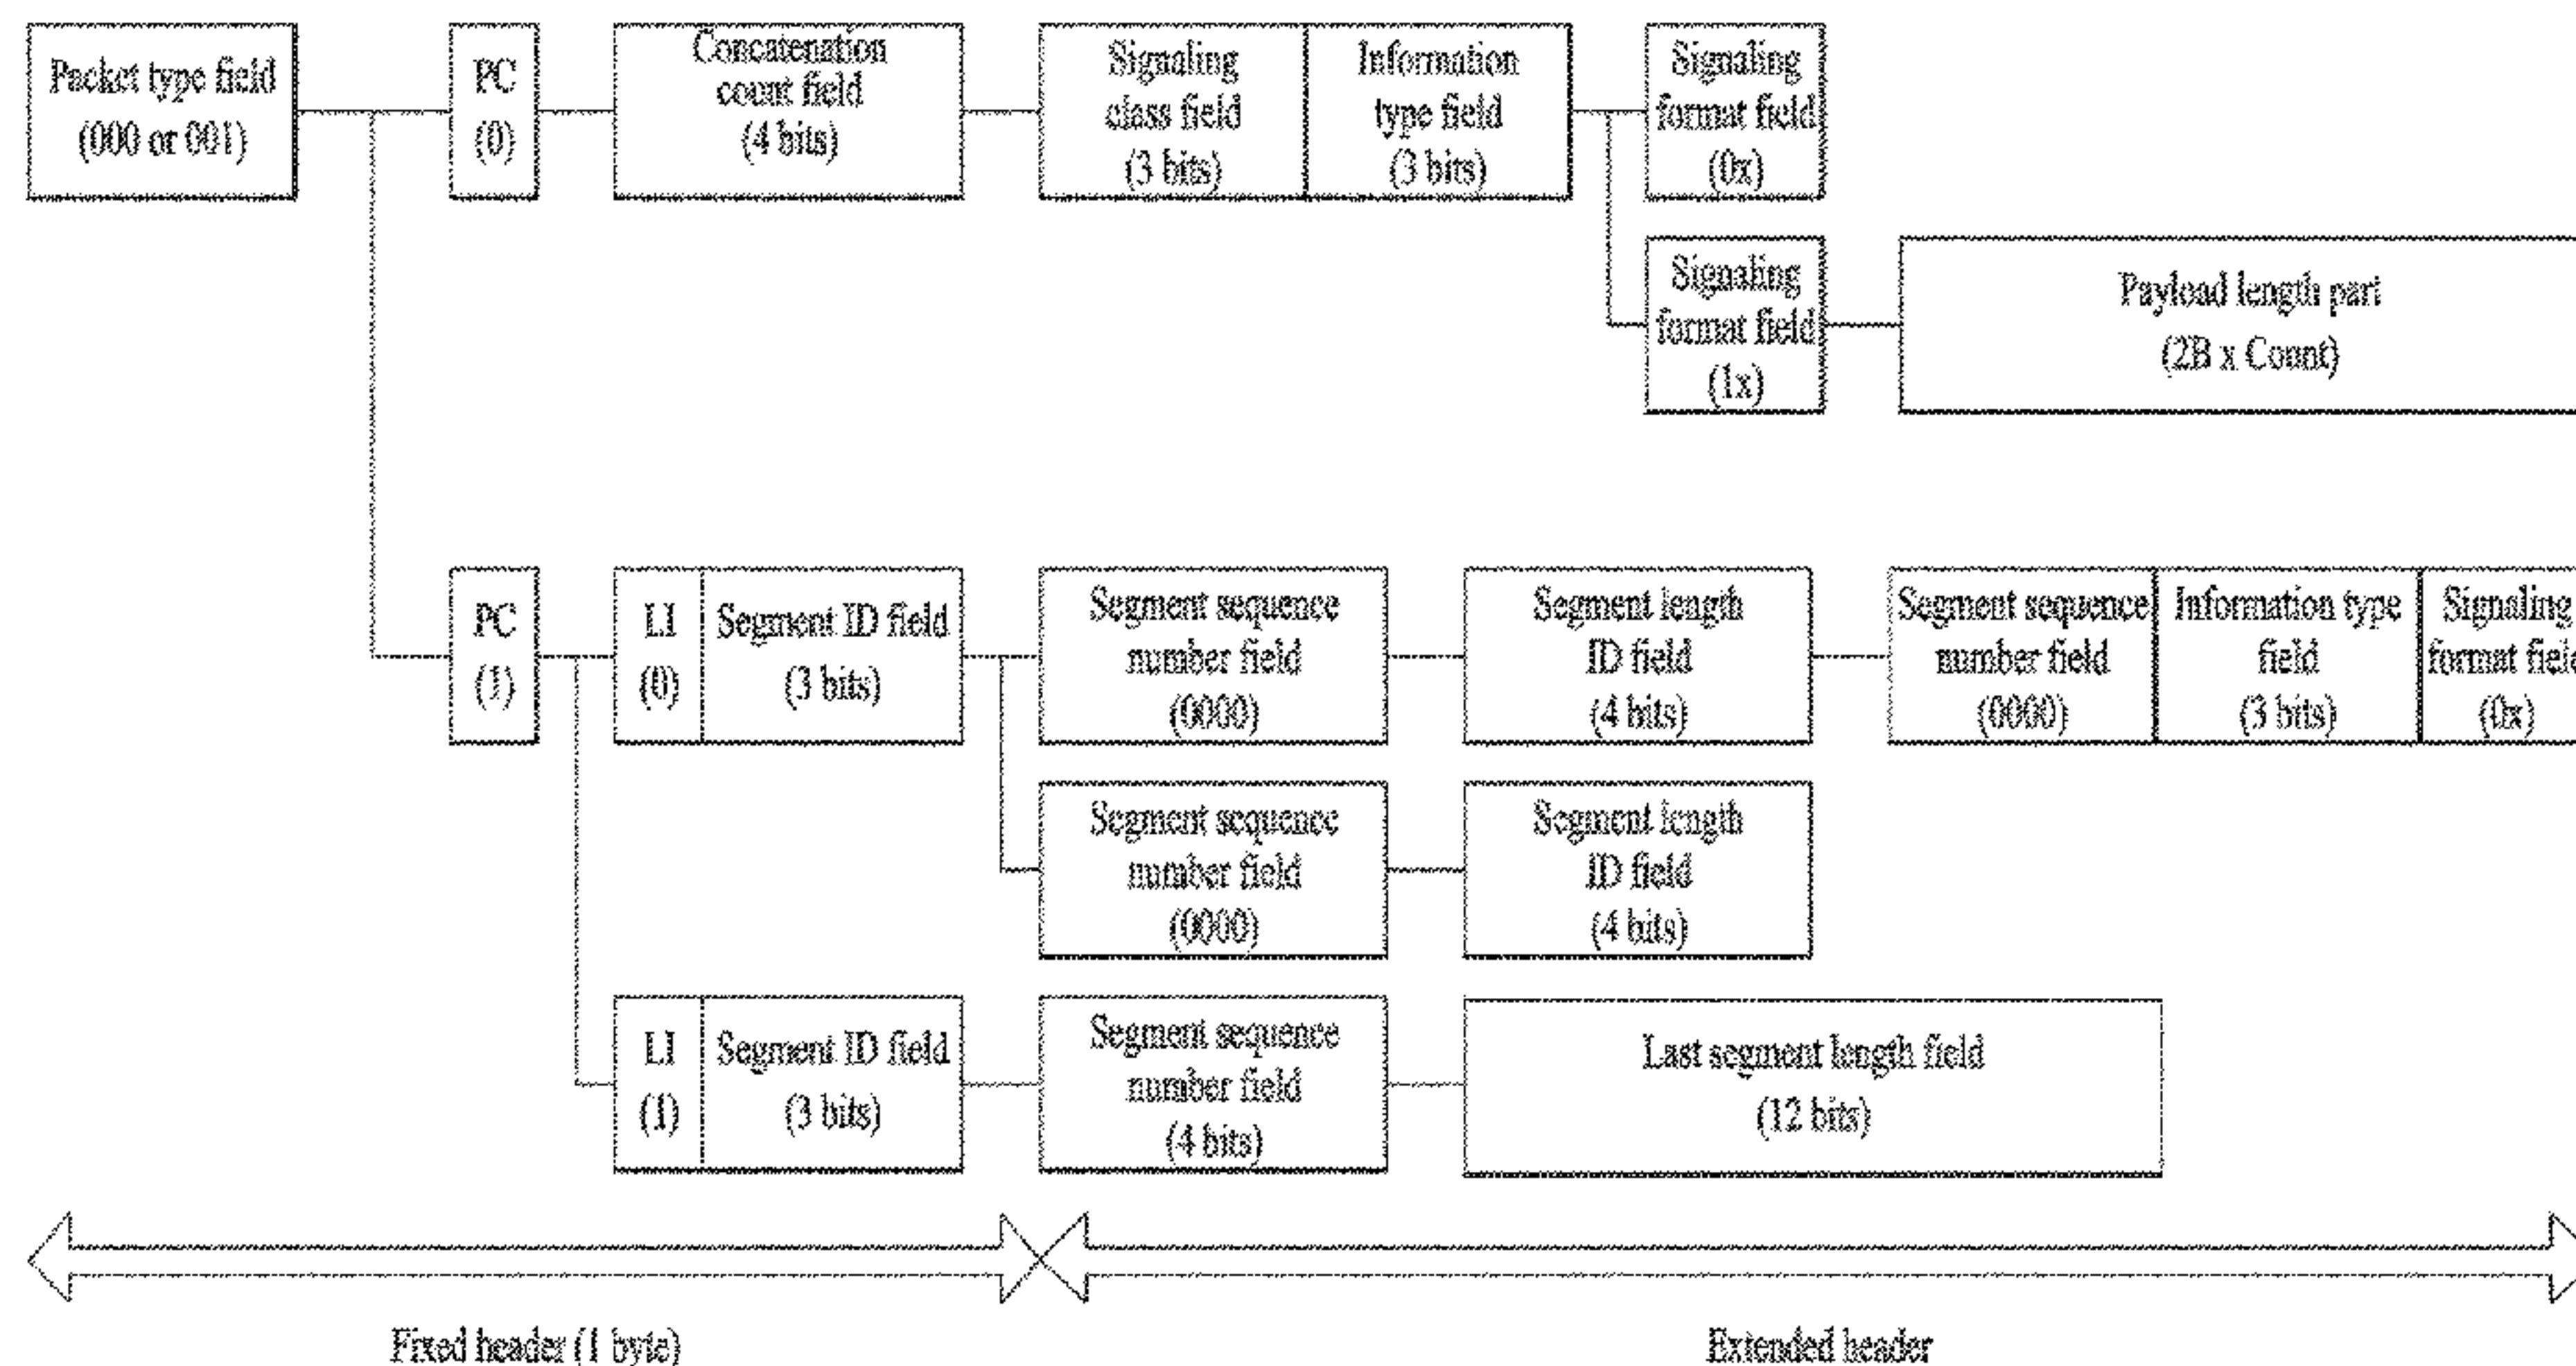 Packet type field
(000 or 001)
PC
(0)
Concatenation
count field
(4 bits)
Signaling
class field
(3 bits)
Information
type field
(3 bits)
Signaling
format field
(0x)
Signaling
format field
(1x)
Payload length part
(2B x Count)
PC
(1)
LI
(0)
Segment ID field
(3 bits)
Segment sequence
number field
(0000)
Segment length
ID field
(4 bits)
Segment sequence
number field
(0000)
Information type
field
(3 bits)
Signaling
format field
(0x)
Segment sequence
number field
(0000)
Segment length
ID field
(4 bits)
LI
(1)
Segment ID field
(3 bits)
Segment sequence
number field
(4 bits)
Last segment length field
(12 bits)
Fixed header (1 byte)
Extended header